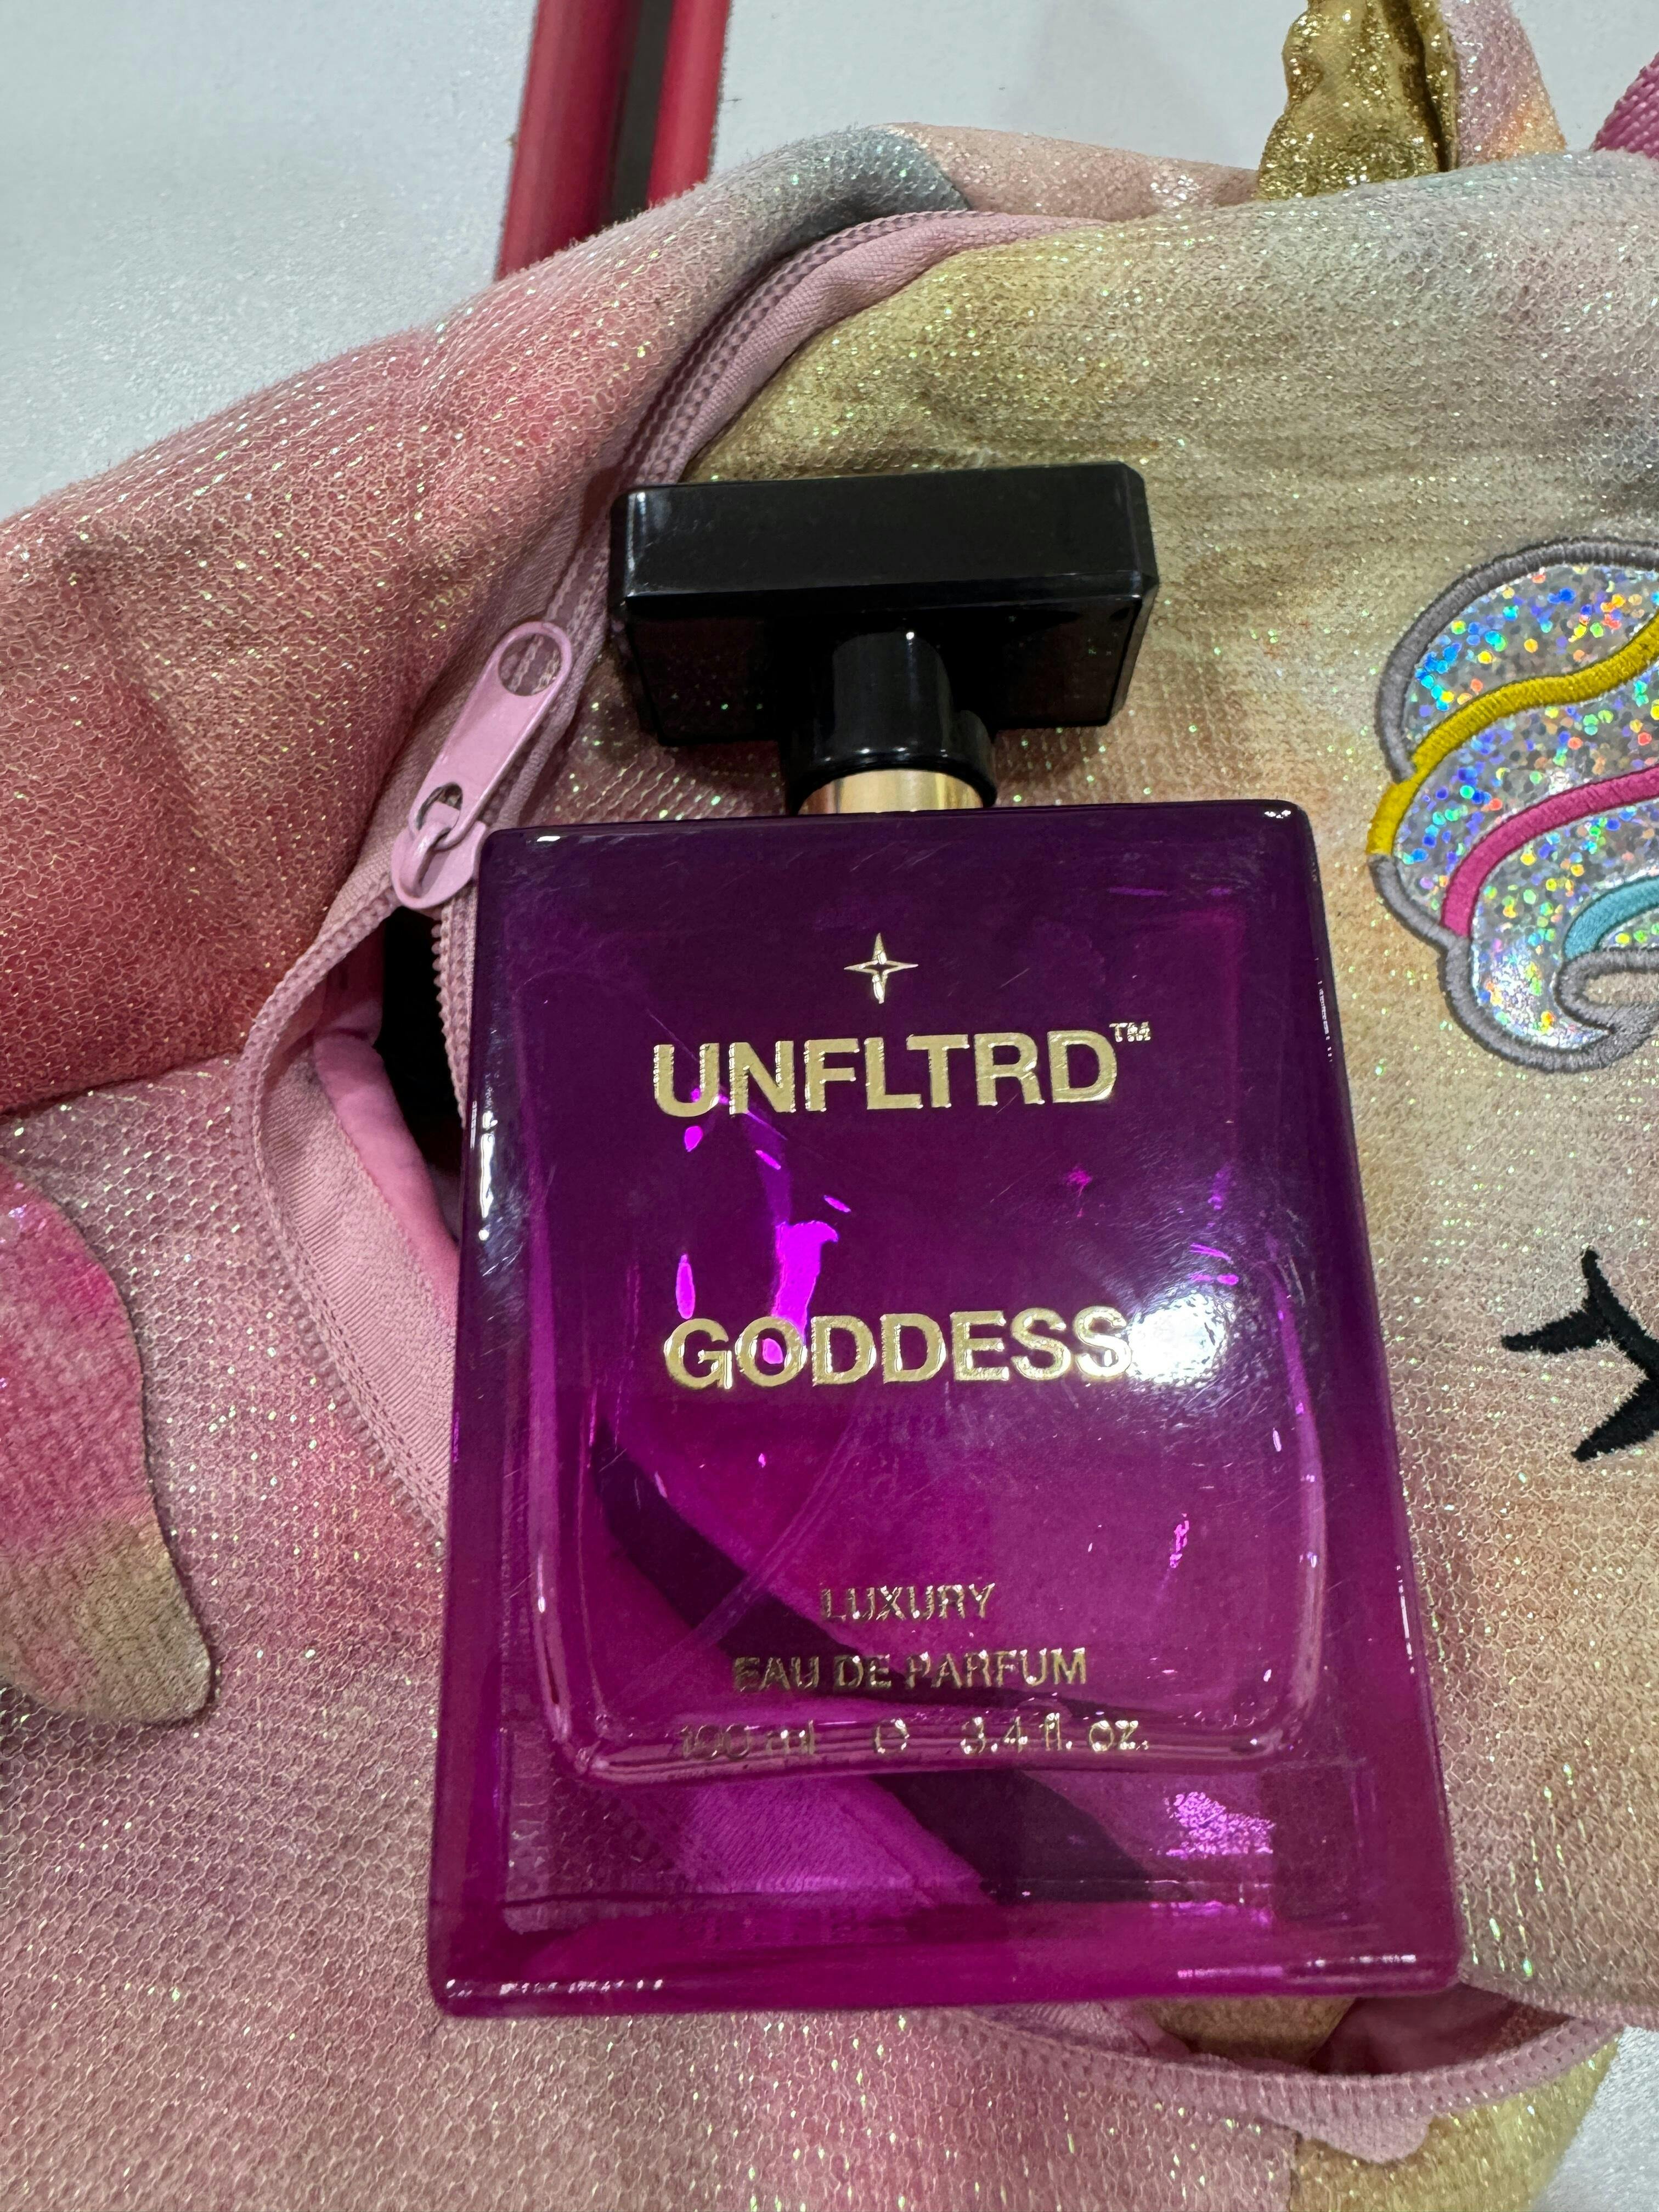 UNFLTRD™
GODDESS
LUXURY
EAU DE PARFUM
100 ml e 3.4 fl. oz.